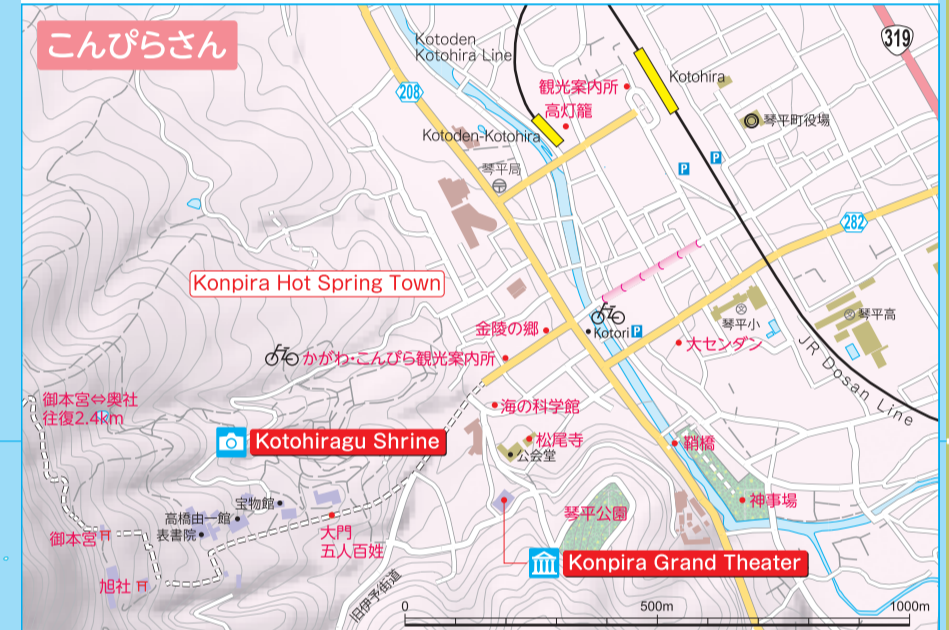 こんぴらさん
319
Kotoden
Kotohira Line
Kotohira
観光案内所
208
高灯籠
琴平町役場
Kotoden-Kotohira
P
P
琴平局
282
Konpira Hot Spring Town
金陵の郷
Kotori P
琴平小
琴平高
大センダン
かがわ・こんぴら観光案内所
JR Dosan Line
御本宮⇔奥社
往復2.4km
海の科学館
Kotohiragu Shrine
松尾寺
公会堂
鞘橋
宝物館
高橋由一館
表書院
大門
五人百姓
琴平公園
神事場
御本宮
Konpira Grand Theater
旭社
旧伊予街道
0 500m 1000m